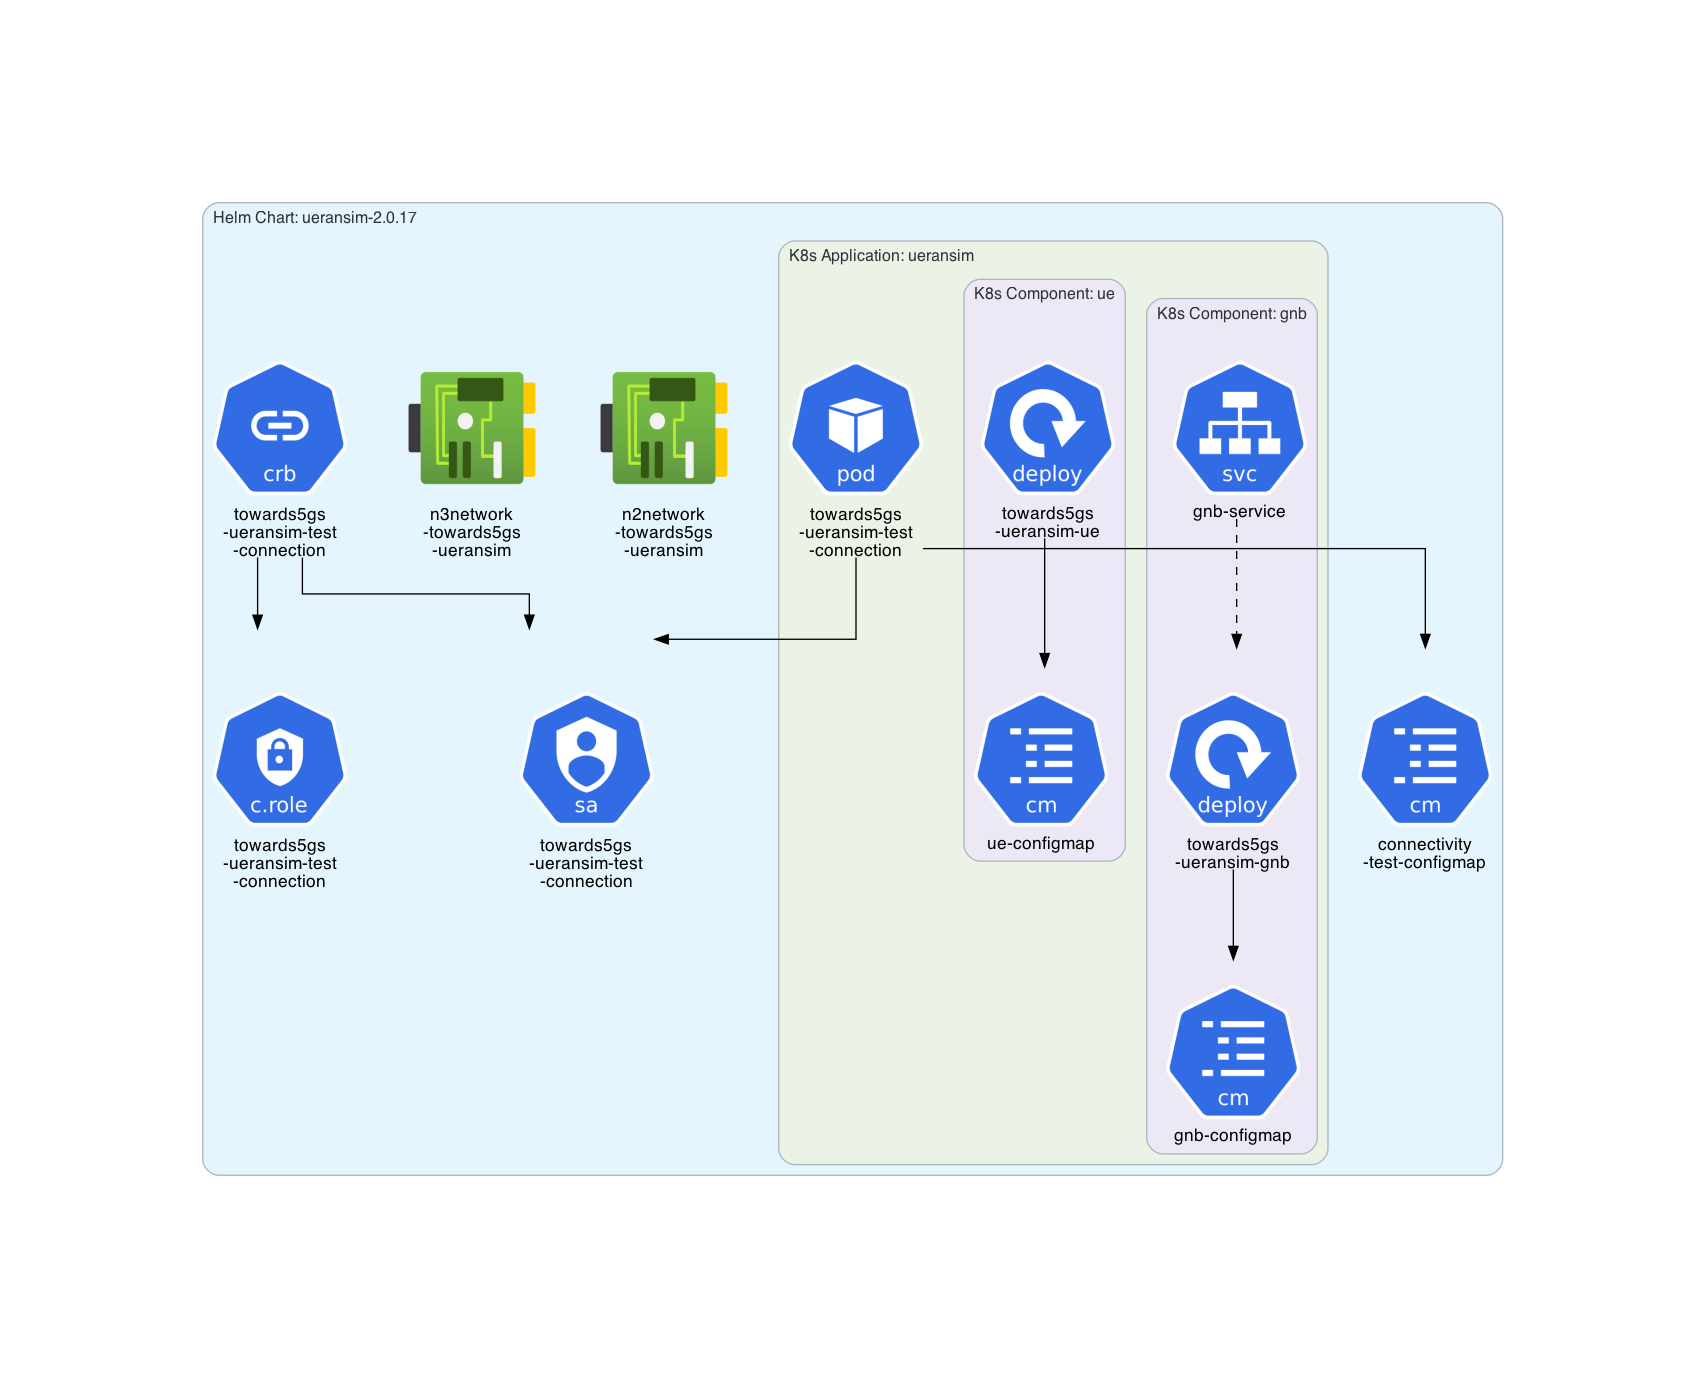 Helm Chart: ueransim-2.0.17
K8s Application: ueransim
K8s Component: ue
K8s Component: gnb
crb
towards5gs
-ueransim-test
-connection
n3network
-towards5gs
-ueransim
n2network
-towards5gs
-ueransim
pod
towards5gs
-ueransim-test
-connection
deploy
towards5gs
-ueransim-ue
svc
gnb-service
c.role
towards5gs
-ueransim-test
-connection
sa
towards5gs
-ueransim-test
-connection
cm
ue-configmap
deploy
towards5gs
-ueransim-gnb
cm
connectivity
-test-configmap
cm
gnb-configmap